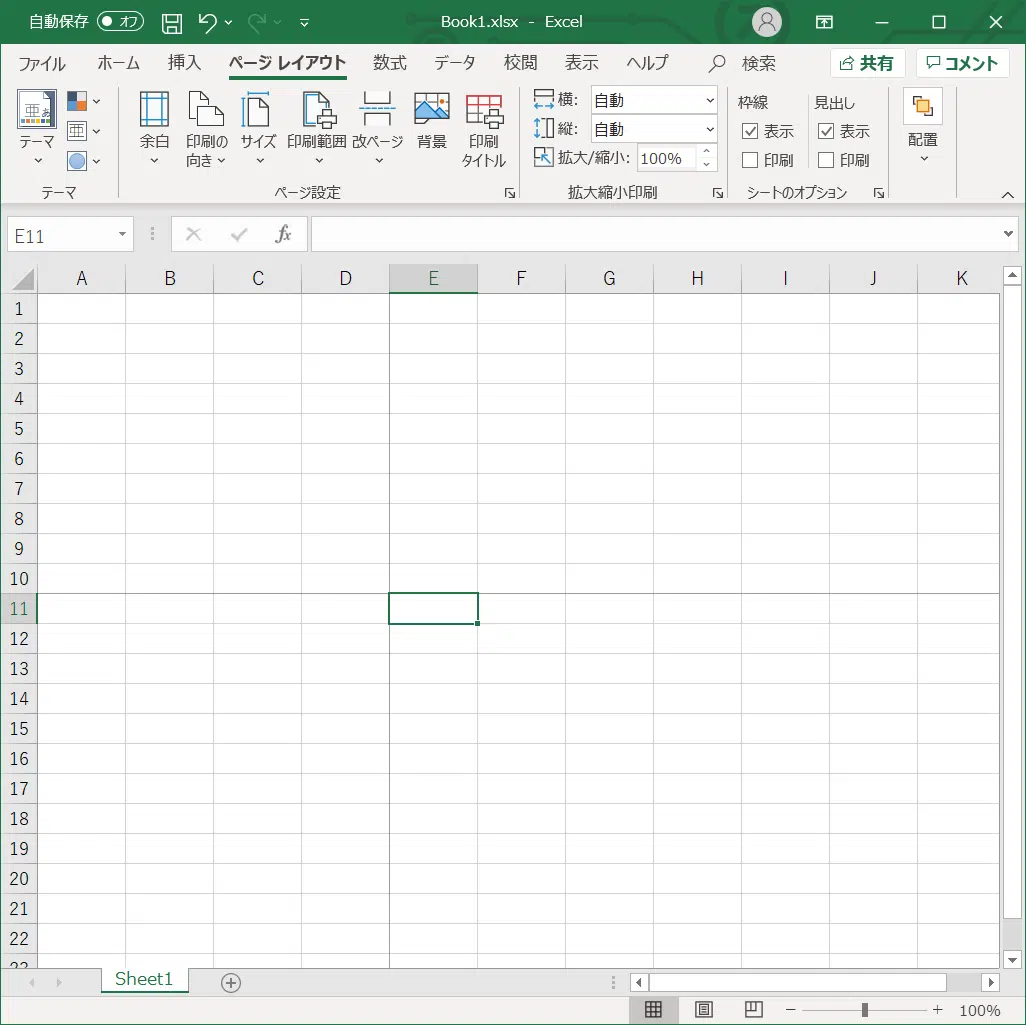 自動保存 オフ Book1.xlsx - Excel
ファイル ホーム 挿入 ページ レイアウト 数式 データ 校閲 表示 ヘルプ 検索 共有 コメント
亜あ
テーマ
亜
テーマ
余白
印刷の
向き
サイズ
印刷範囲
改ページ
背景
印刷
タイトル
ページ設定
横: 自動
縦: 自動
拡大/縮小: 100%
拡大縮小印刷
枠線 見出し
表示 表示
印刷 印刷
シートのオプション
配置
E11 fx
A B C D E F G H I J K
1
2
3
4
5
6
7
8
9
10
11
12
13
14
15
16
17
18
19
20
21
22
23
Sheet1
100%